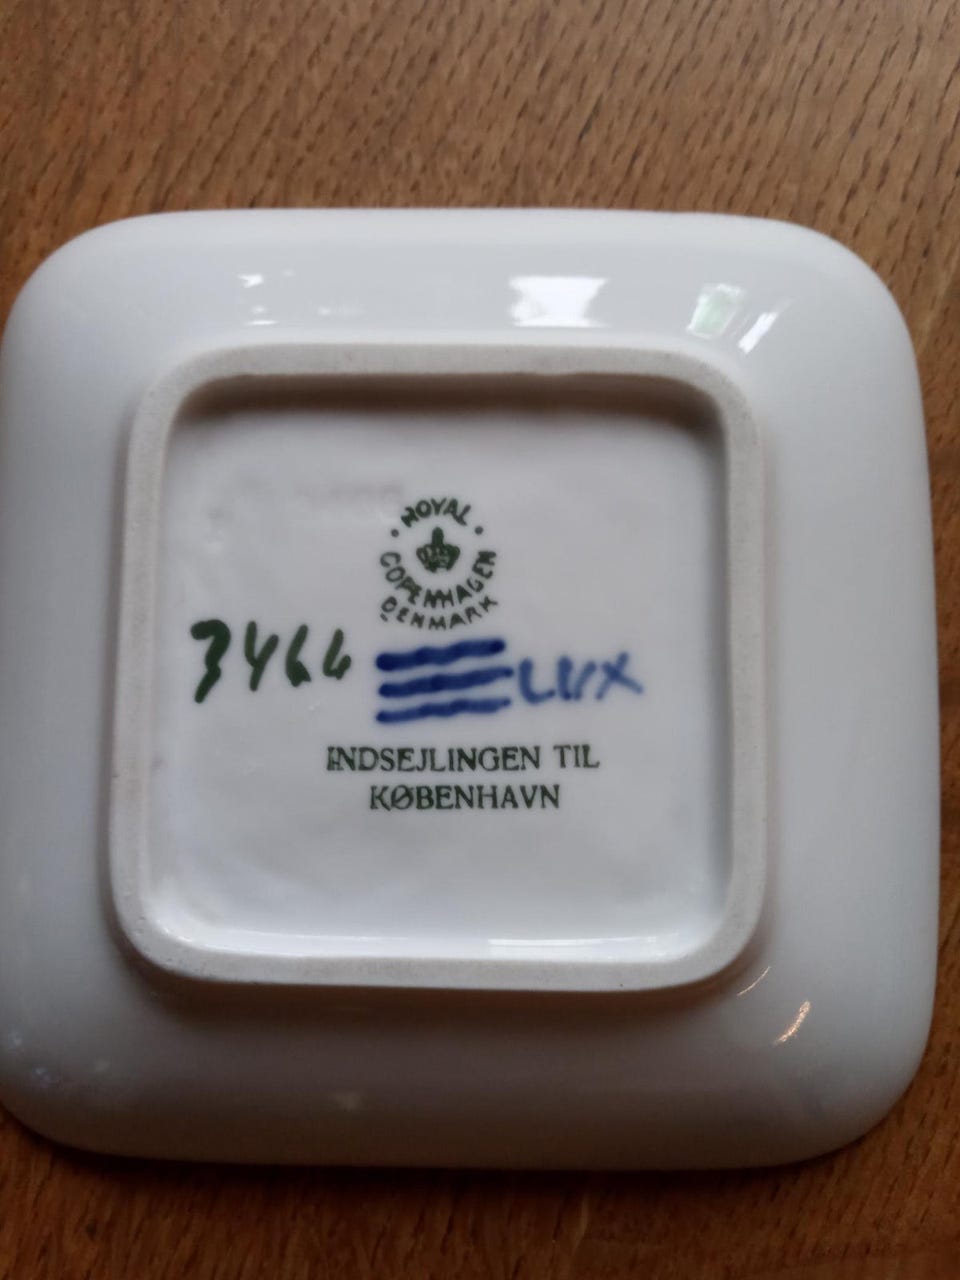 ROYAL
COPENHAGEN
DENMARK
3466
LUX
INDSEJLINGEN TIL
KØBENHAVN